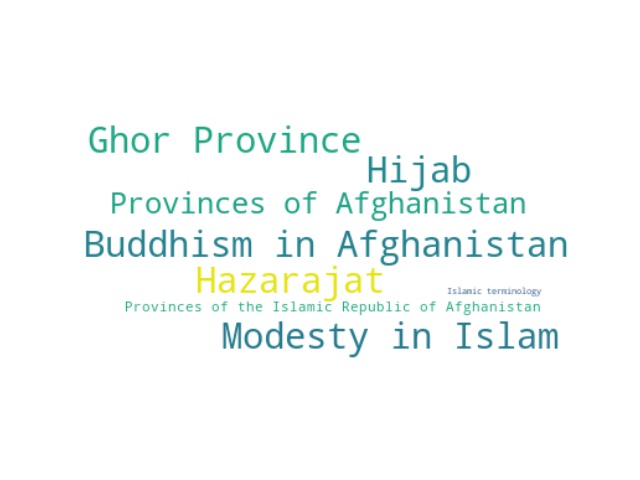 Ghor Province
Hijab
Provinces of Afghanistan
Buddhism in Afghanistan
Hazarajat
Islamic terminology
Provinces of the Islamic Republic of Afghanistan
Modesty in Islam